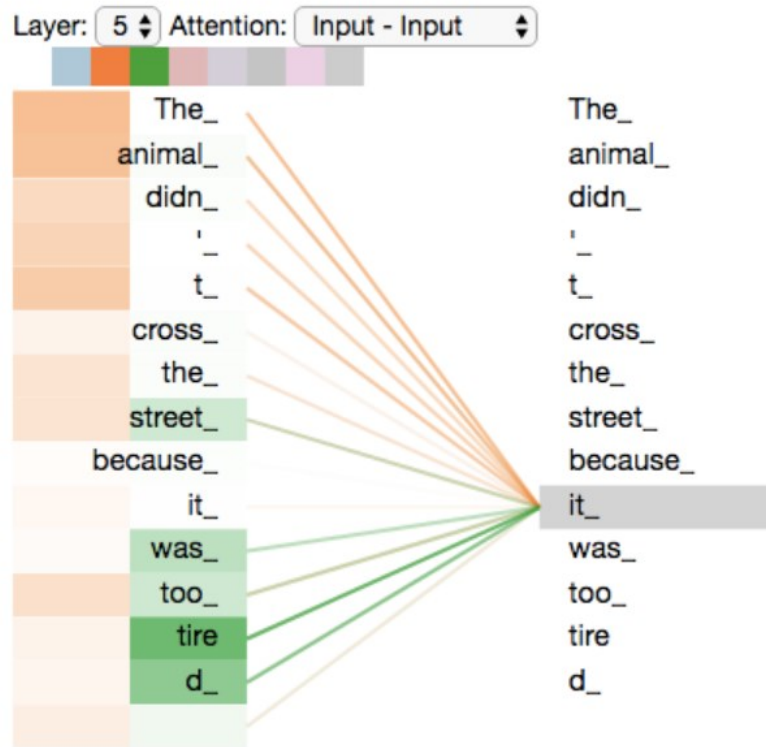 Layer: 5 Attention: Input - Input
The_ The_
animal_ animal_
didn_ didn_
'_ '_
t_ t_
cross_ cross_
the_ the_
street_ street_
because_ because_
it_ it_
was_ was_
too_ too_
tire tire
d_ d_